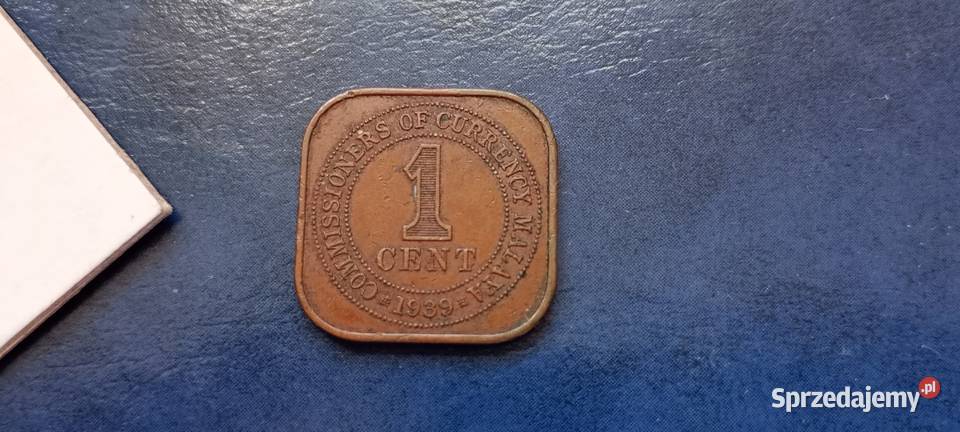 COMMISSIONERS OF CURRENCY MALAYA
1
CENT
1939
Sprzedajemy.pl